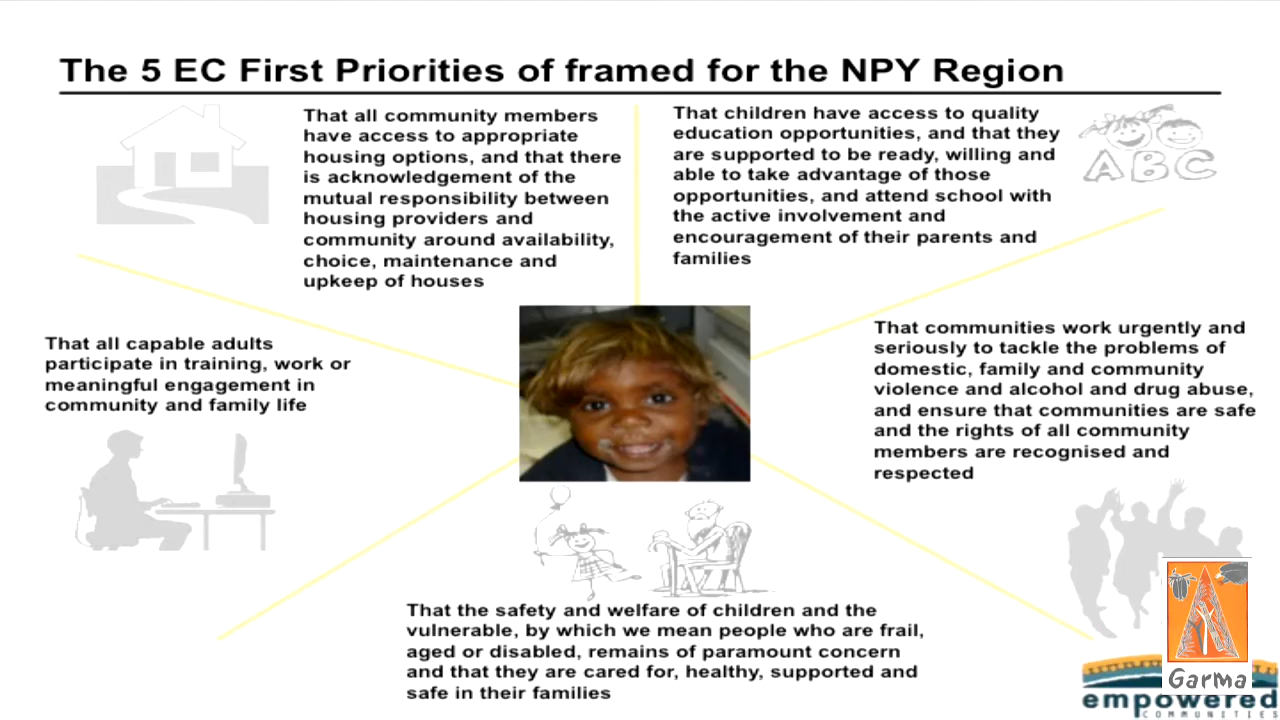 The 5 EC First Priorities of framed for the NPY Region
That all community members
have access to appropriate
housing options, and that there
is acknowledgement of the
mutual responsibility between
housing providers and
community around availability,
choice, maintenance and
upkeep of houses
That children have access to quality
education opportunities, and that they
are supported to be ready, willing and
able to take advantage of those
opportunities, and attend school with
the active involvement and
encouragement of their parents and
families
ABC
That all capable adults
participate in training, work or
meaningful engagement in
community and family life
That communities work urgently and
seriously to tackle the problems of
domestic, family and community
violence and alcohol and drug abuse,
and ensure that communities are safe
and the rights of all community
members are recognised and
respected
That the safety and welfare of children and the
vulnerable, by which we mean people who are frail,
aged or disabled, remains of paramount concern
and that they are cared for, healthy, supported and
safe in their families
Garma
empowered
COMMUNITIES